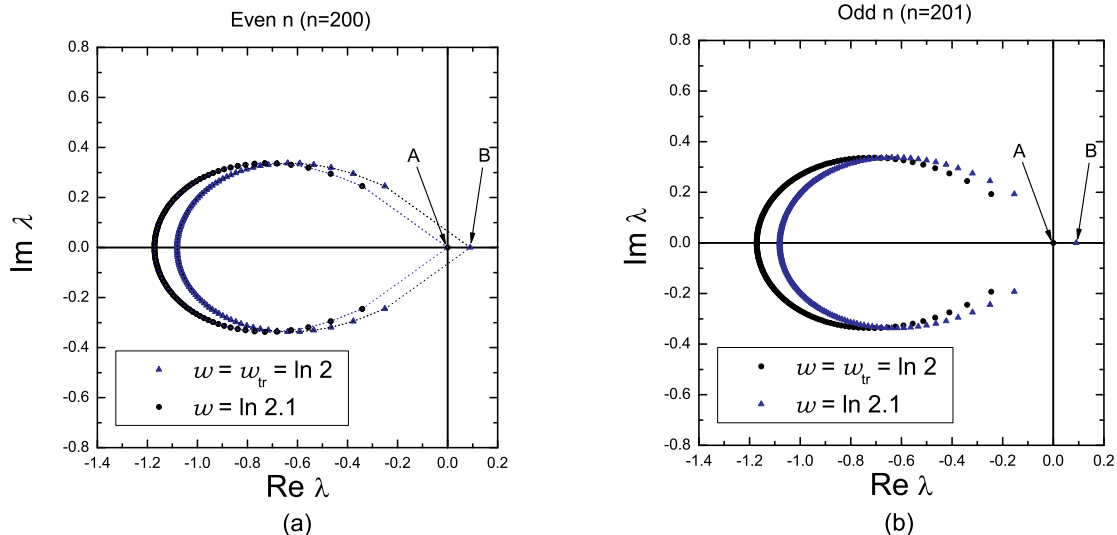 Even n (n=200)
0.8
0.6
0.4
0.2
0.0
-0.2
-0.4
-0.6
-0.8
Im λ
A
B
w = w_tr = ln 2
w = ln 2.1
-1.4 -1.2 -1.0 -0.8 -0.6 -0.4 -0.2 0.0 0.2
Re λ
(a)
Odd n (n=201)
0.8
0.6
0.4
0.2
0.0
-0.2
-0.4
-0.6
-0.8
Im λ
A
B
w = w_tr = ln 2
w = ln 2.1
-1.4 -1.2 -1.0 -0.8 -0.6 -0.4 -0.2 0.0 0.2
Re λ
(b)